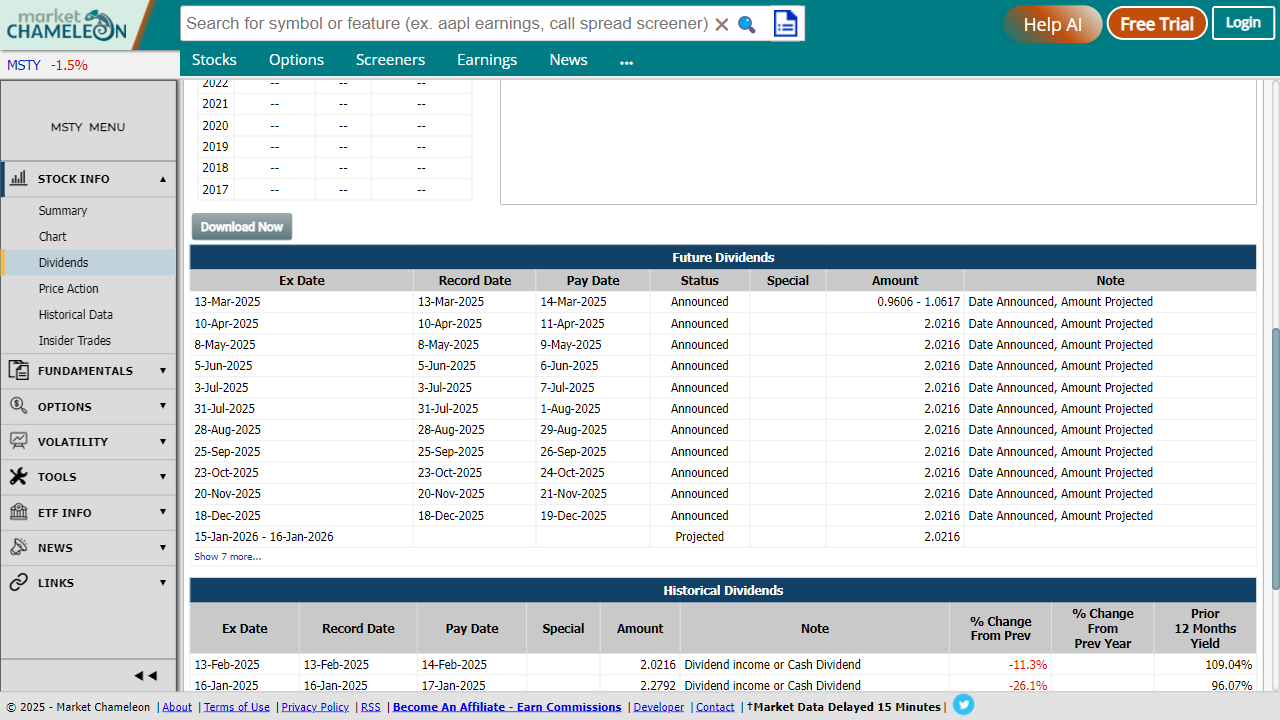 market
CHAMELEON
Search for symbol or feature (ex. aapl earnings, call spread screener)
Help AI
Free Trial
Login
MSTY -1.5%
Stocks Options Screeners Earnings News ...
MSTY MENU
STOCK INFO
Summary
Chart
Dividends
Price Action
Historical Data
Insider Trades
FUNDAMENTALS
OPTIONS
VOLATILITY
TOOLS
ETF INFO
NEWS
LINKS
2022 -- -- --
2021 -- -- --
2020 -- -- --
2019 -- -- --
2018 -- -- --
2017 -- -- --
Download Now
Future Dividends
Ex Date Record Date Pay Date Status Special Amount Note
13-Mar-2025 13-Mar-2025 14-Mar-2025 Announced 0.9606 - 1.0617 Date Announced, Amount Projected
10-Apr-2025 10-Apr-2025 11-Apr-2025 Announced 2.0216 Date Announced, Amount Projected
8-May-2025 8-May-2025 9-May-2025 Announced 2.0216 Date Announced, Amount Projected
5-Jun-2025 5-Jun-2025 6-Jun-2025 Announced 2.0216 Date Announced, Amount Projected
3-Jul-2025 3-Jul-2025 7-Jul-2025 Announced 2.0216 Date Announced, Amount Projected
31-Jul-2025 31-Jul-2025 1-Aug-2025 Announced 2.0216 Date Announced, Amount Projected
28-Aug-2025 28-Aug-2025 29-Aug-2025 Announced 2.0216 Date Announced, Amount Projected
25-Sep-2025 25-Sep-2025 26-Sep-2025 Announced 2.0216 Date Announced, Amount Projected
23-Oct-2025 23-Oct-2025 24-Oct-2025 Announced 2.0216 Date Announced, Amount Projected
20-Nov-2025 20-Nov-2025 21-Nov-2025 Announced 2.0216 Date Announced, Amount Projected
18-Dec-2025 18-Dec-2025 19-Dec-2025 Announced 2.0216 Date Announced, Amount Projected
15-Jan-2026 - 16-Jan-2026 Projected 2.0216
Show 7 more...
Historical Dividends
Ex Date Record Date Pay Date Special Amount Note % Change From Prev % Change From Prev Year Prior 12 Months Yield
13-Feb-2025 13-Feb-2025 14-Feb-2025 2.0216 Dividend income or Cash Dividend -11.3% 109.04%
16-Jan-2025 16-Jan-2025 17-Jan-2025 2.2792 Dividend income or Cash Dividend -26.1% 96.07%
© 2025 - Market Chameleon | About | Terms of Use | Privacy Policy | RSS | Become An Affiliate - Earn Commissions | Developer | Contact | †Market Data Delayed 15 Minutes |